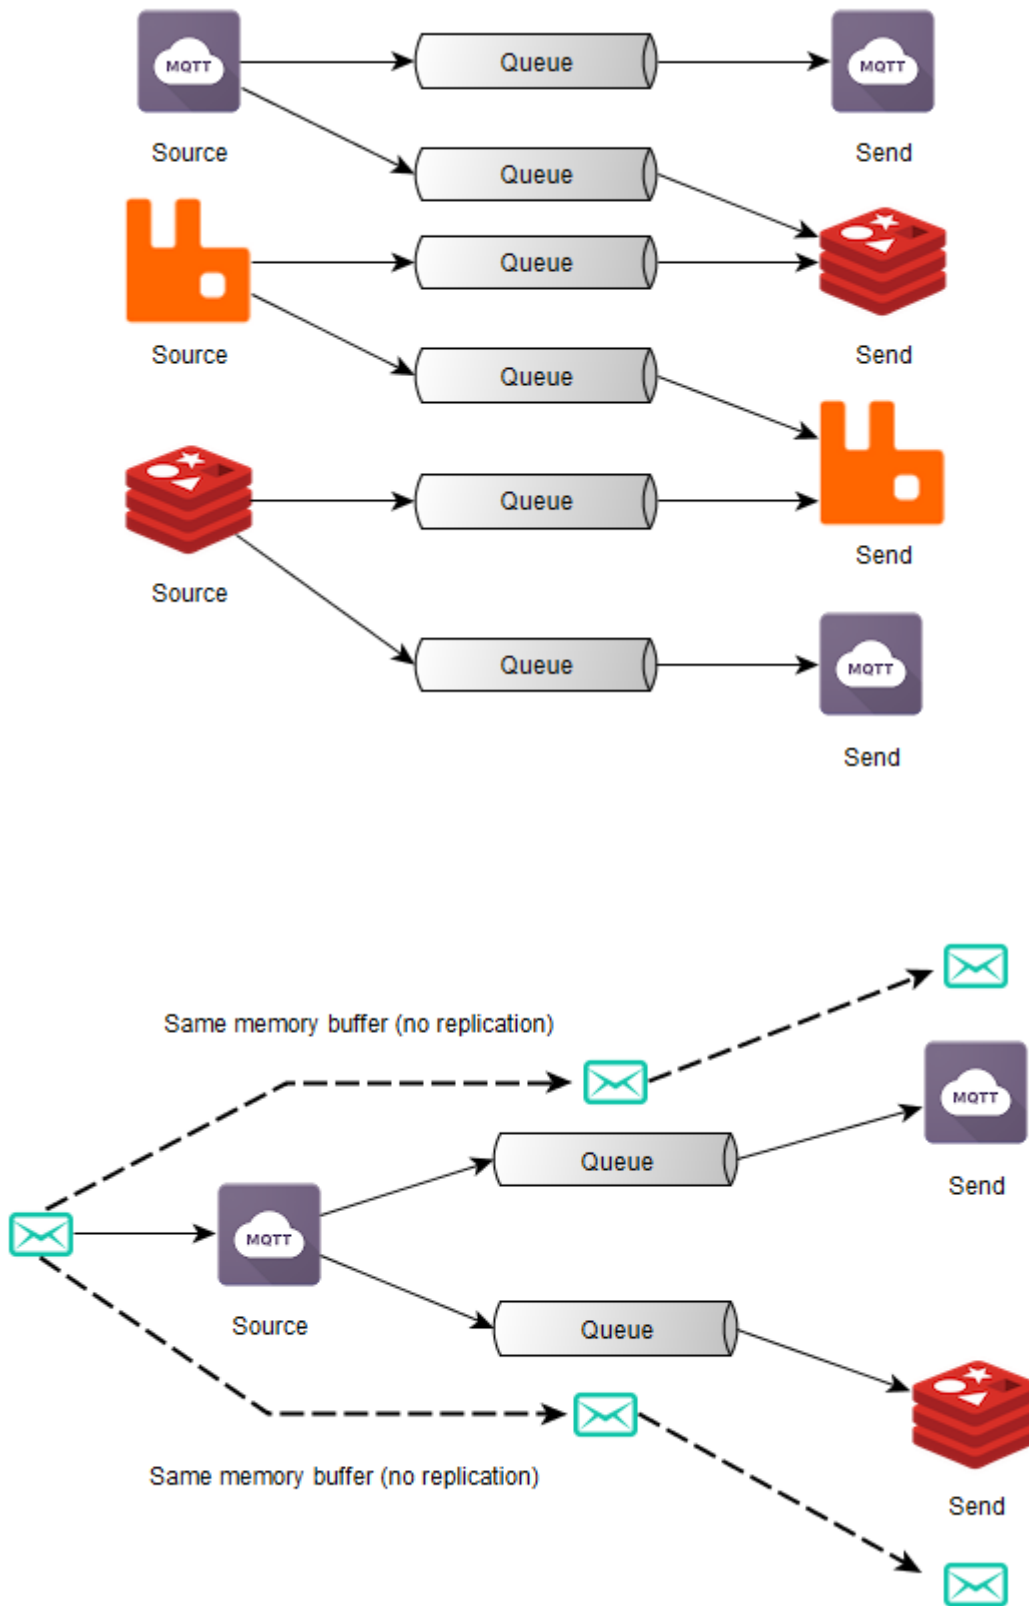 MQTT
Queue
MQTT
Source
Send
Queue
Queue
Source
Send
Queue
Queue
Send
Source
Queue
MQTT
Send
Same memory buffer (no replication)
MQTT
Queue
Send
MQTT
Source
Queue
Same memory buffer (no replication)
Send